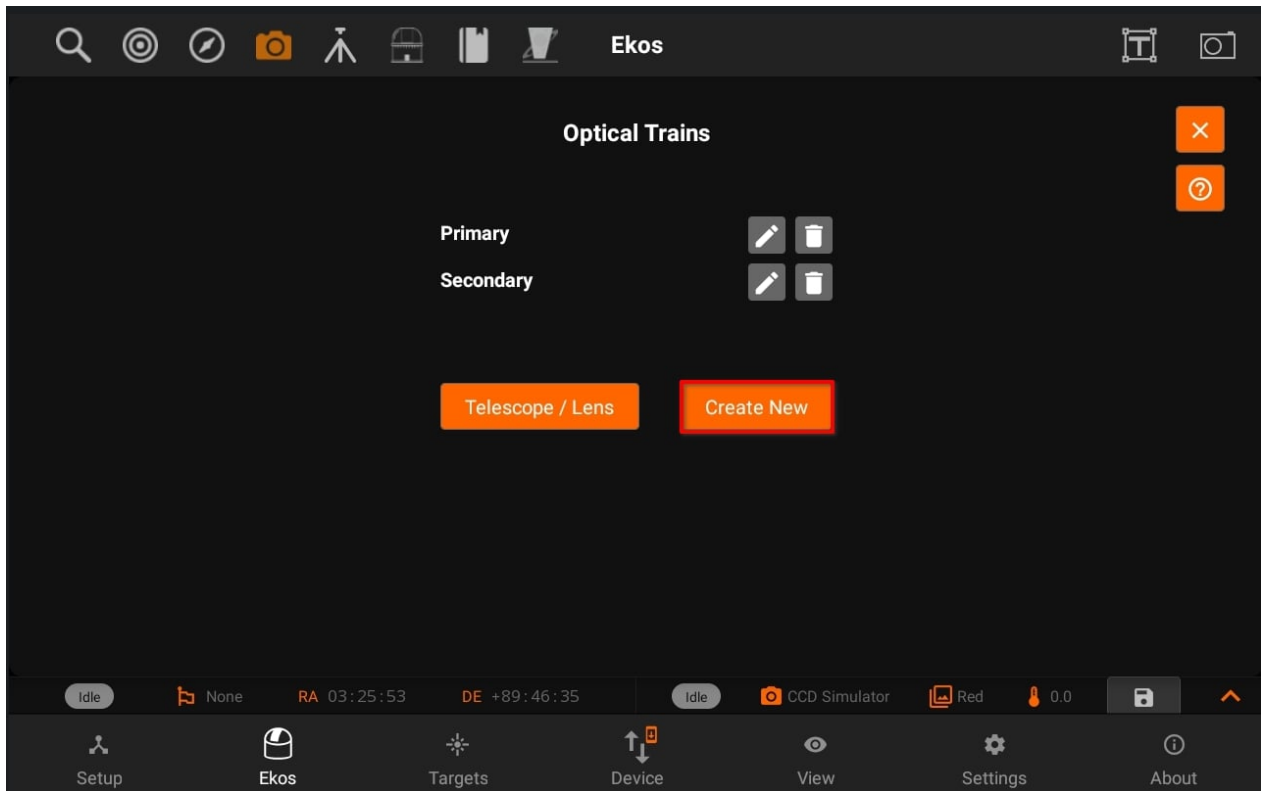 Ekos
Optical Trains
Primary
Secondary
Telescope / Lens
Create New
Idle
None
RA 03:25:53
DE +89:46:35
Idle
CCD Simulator
Red
0.0
Setup
Ekos
Targets
Device
View
Settings
About